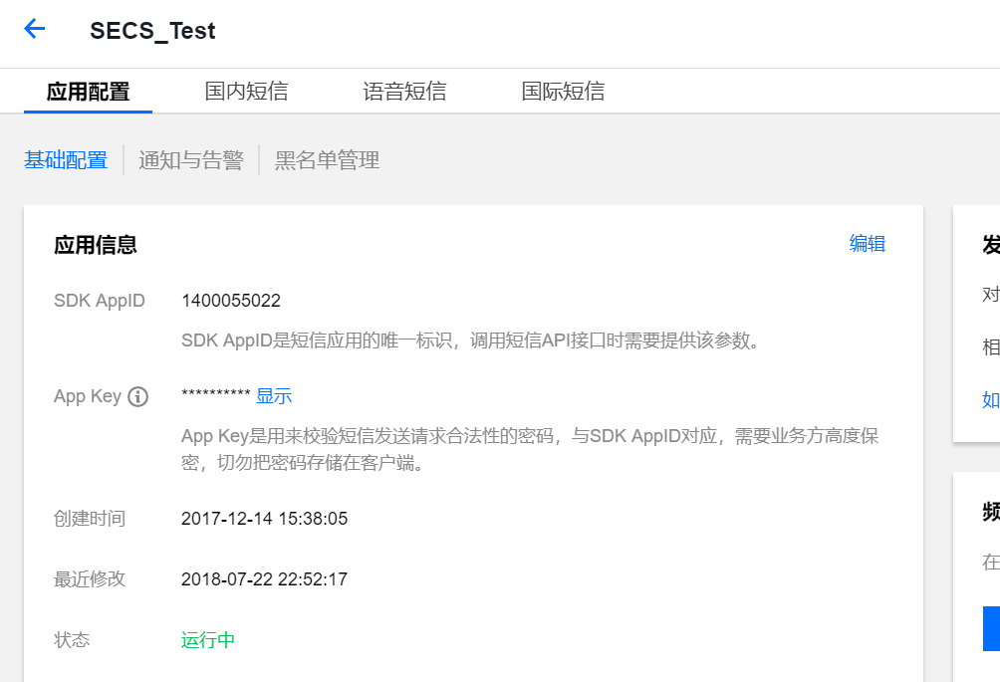 SECS_Test
应用配置 国内短信 语音短信 国际短信
基础配置 通知与告警 黑名单管理
应用信息 编辑
SDK AppID 1400055022
SDK AppID是短信应用的唯一标识，调用短信API接口时需要提供该参数。
App Key ********** 显示
App Key是用来校验短信发送请求合法性的密码，与SDK AppID对应，需要业务方高度保
密，切勿把密码存储在客户端。
创建时间 2017-12-14 15:38:05
最近修改 2018-07-22 22:52:17
状态 运行中
发
对
相
如
频
在